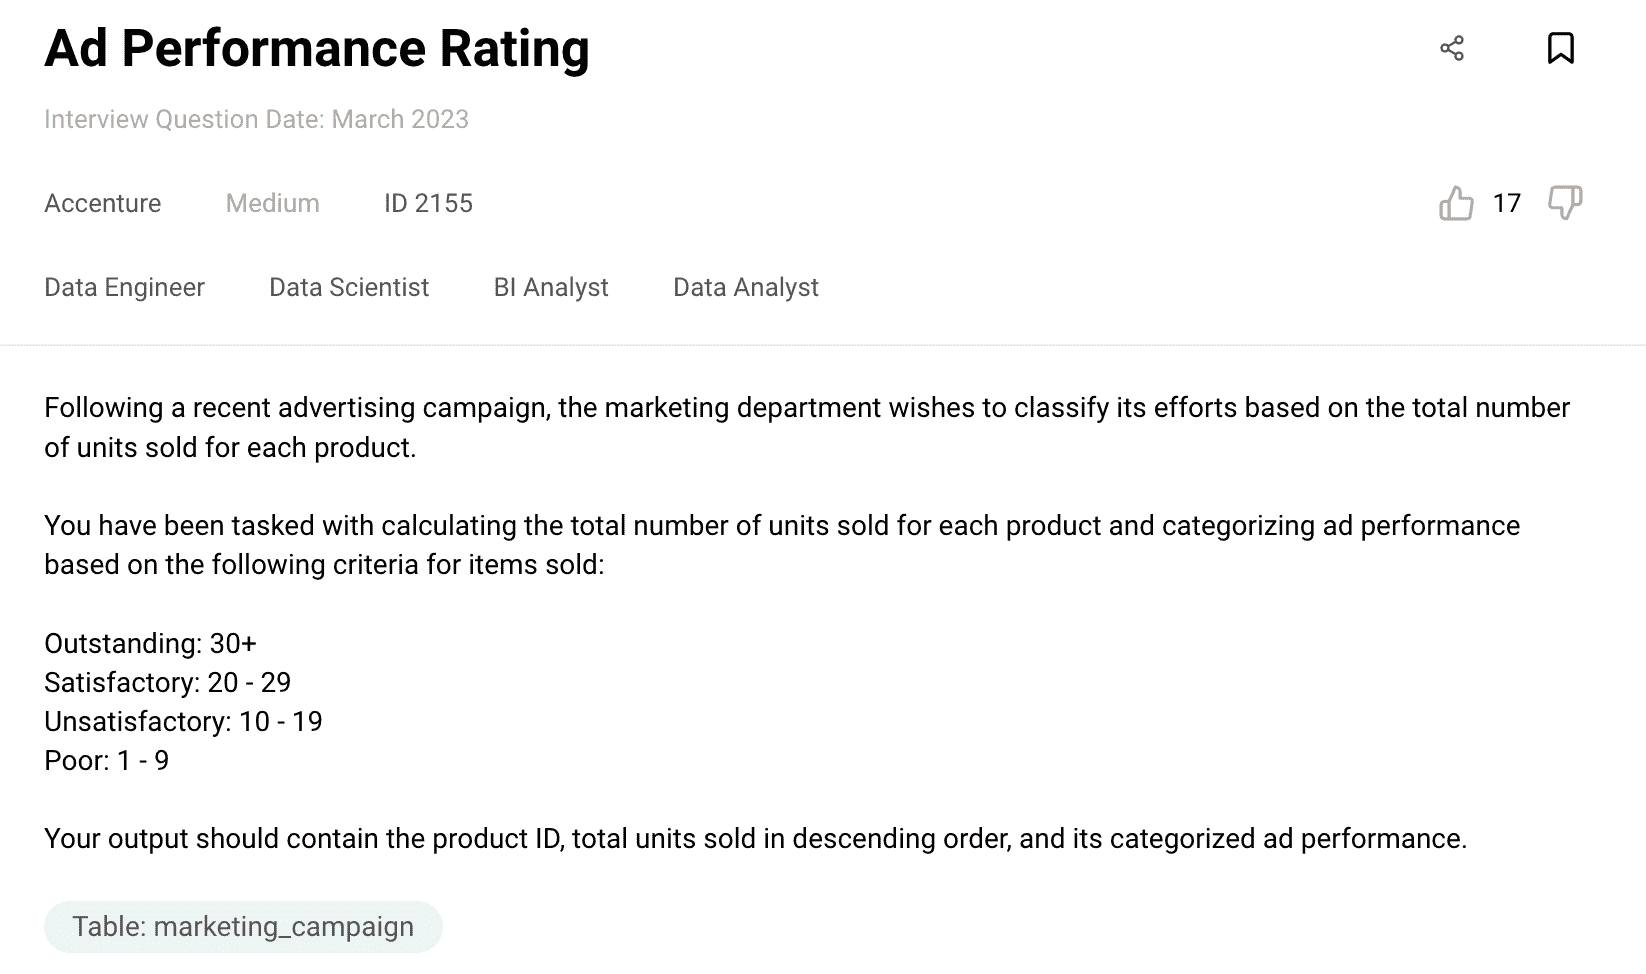 Ad Performance Rating
Interview Question Date: March 2023
Accenture Medium ID 2155
17
Data Engineer Data Scientist BI Analyst Data Analyst
Following a recent advertising campaign, the marketing department wishes to classify its efforts based on the total number
of units sold for each product.
You have been tasked with calculating the total number of units sold for each product and categorizing ad performance
based on the following criteria for items sold:
Outstanding: 30+
Satisfactory: 20 - 29
Unsatisfactory: 10 - 19
Poor: 1 - 9
Your output should contain the product ID, total units sold in descending order, and its categorized ad performance.
Table: marketing_campaign